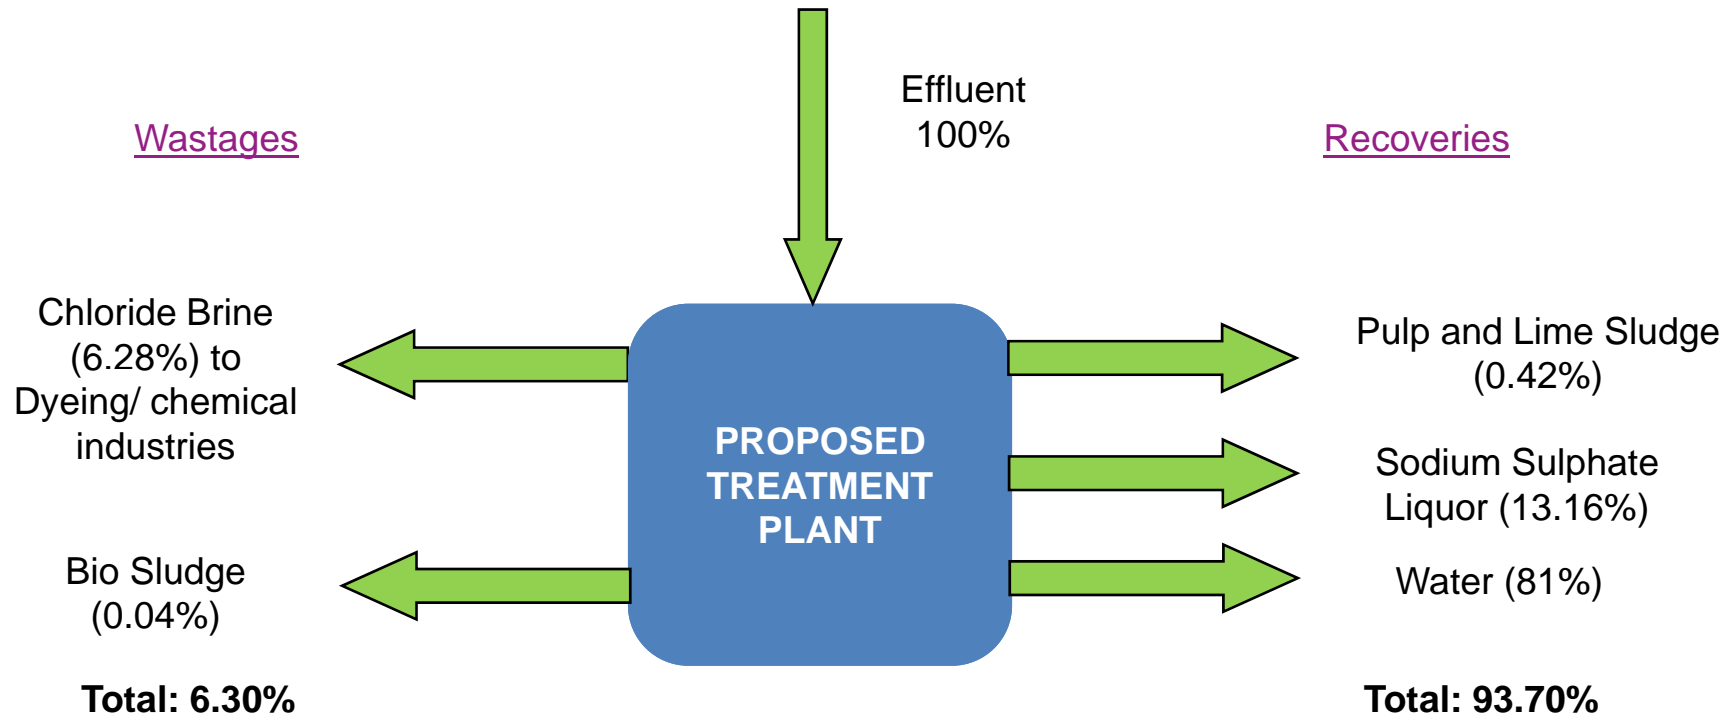 Effluent
100%
Wastages
Recoveries
Chloride Brine
(6.28%) to
Dyeing/ chemical
industries
Bio Sludge
(0.04%)
Total: 6.30%
PROPOSED
TREATMENT
PLANT
Pulp and Lime Sludge
(0.42%)
Sodium Sulphate
Liquor (13.16%)
Water (81%)
Total: 93.70%